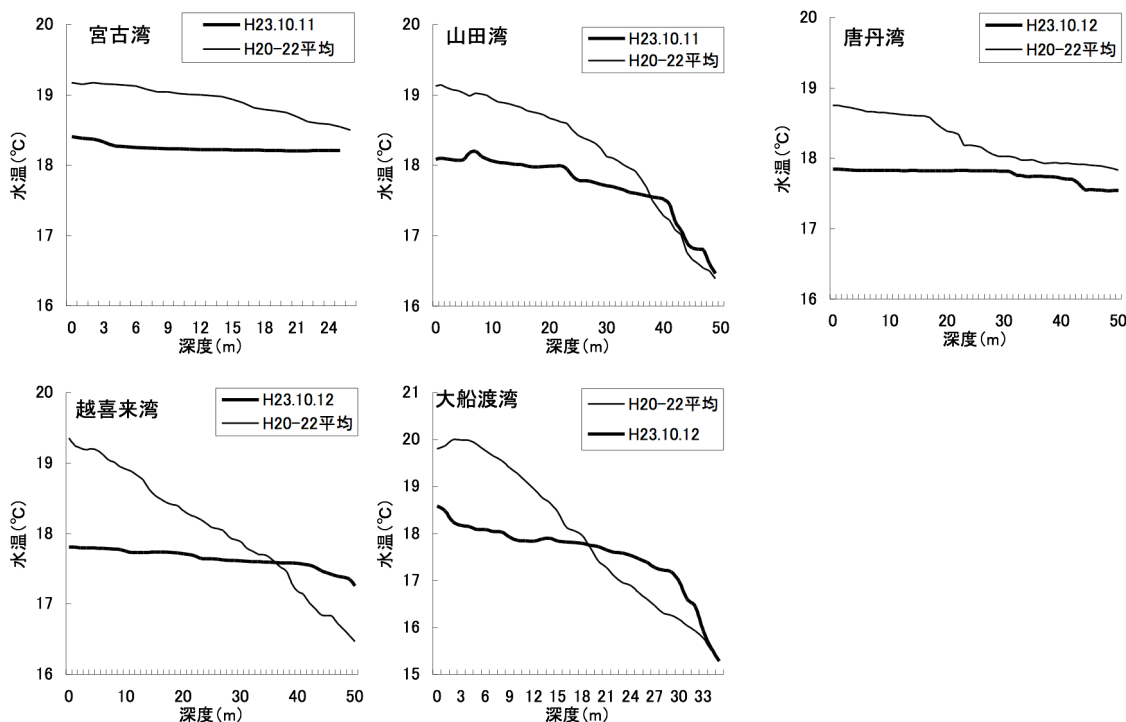 宮古湾
H23.10.11
H20-22平均
20
19
18
17
16
水温(℃)
0 3 6 9 12 15 18 21 24
深度(m)
山田湾
H23.10.11
H20-22平均
20
19
18
17
16
水温(℃)
0 10 20 30 40 50
深度(m)
唐丹湾
H23.10.12
H20-22平均
20
19
18
17
16
水温(℃)
0 10 20 30 40 50
深度(m)
越喜来湾
H23.10.12
H20-22平均
20
19
18
17
16
水温(℃)
0 10 20 30 40 50
深度(m)
大船渡湾
H20-22平均
H23.10.12
21
20
19
18
17
16
15
水温(℃)
0 3 6 9 12 15 18 21 24 27 30 33
深度(m)